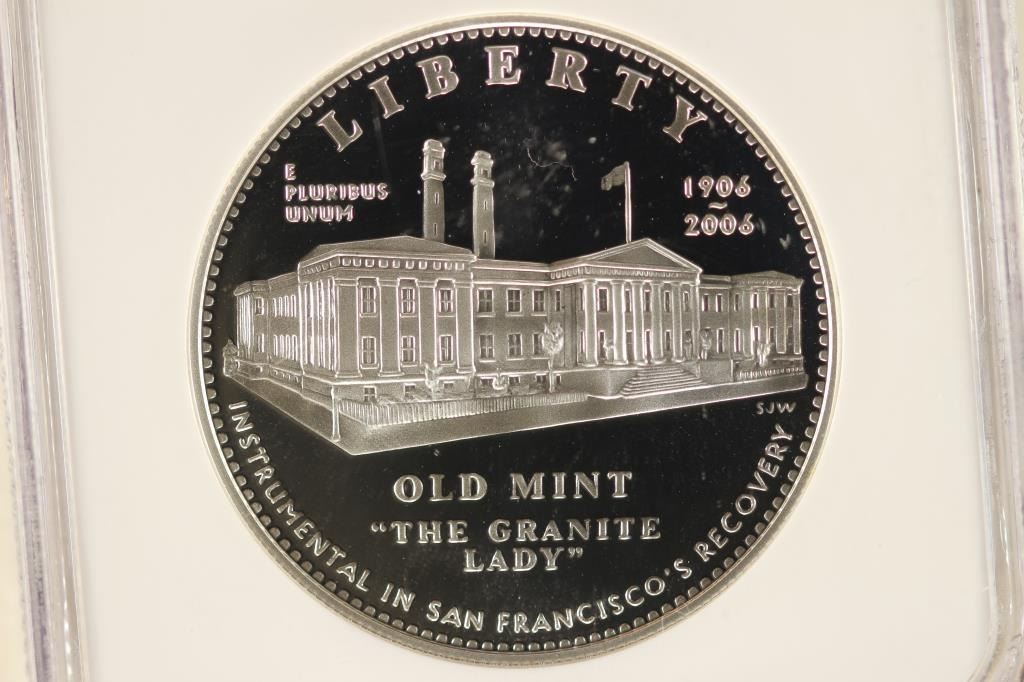 LIBERTY
E
PLURIBUS
UNUM
1906
~
2006
SJW
OLD MINT
"THE GRANITE
LADY"
INSTRUMENTAL IN SAN FRANCISCO'S RECOVERY